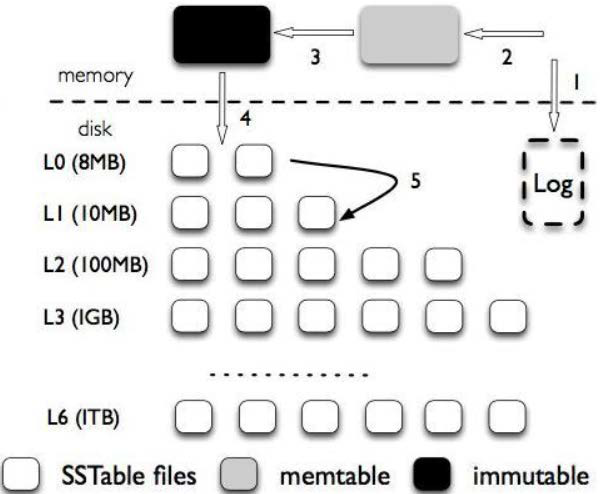 3
2
memory
1
disk
4
L0 (8MB)
5
Log
L1 (10MB)
L2 (100MB)
L3 (1GB)
L6 (1TB)
SSTable files
memtable
immutable